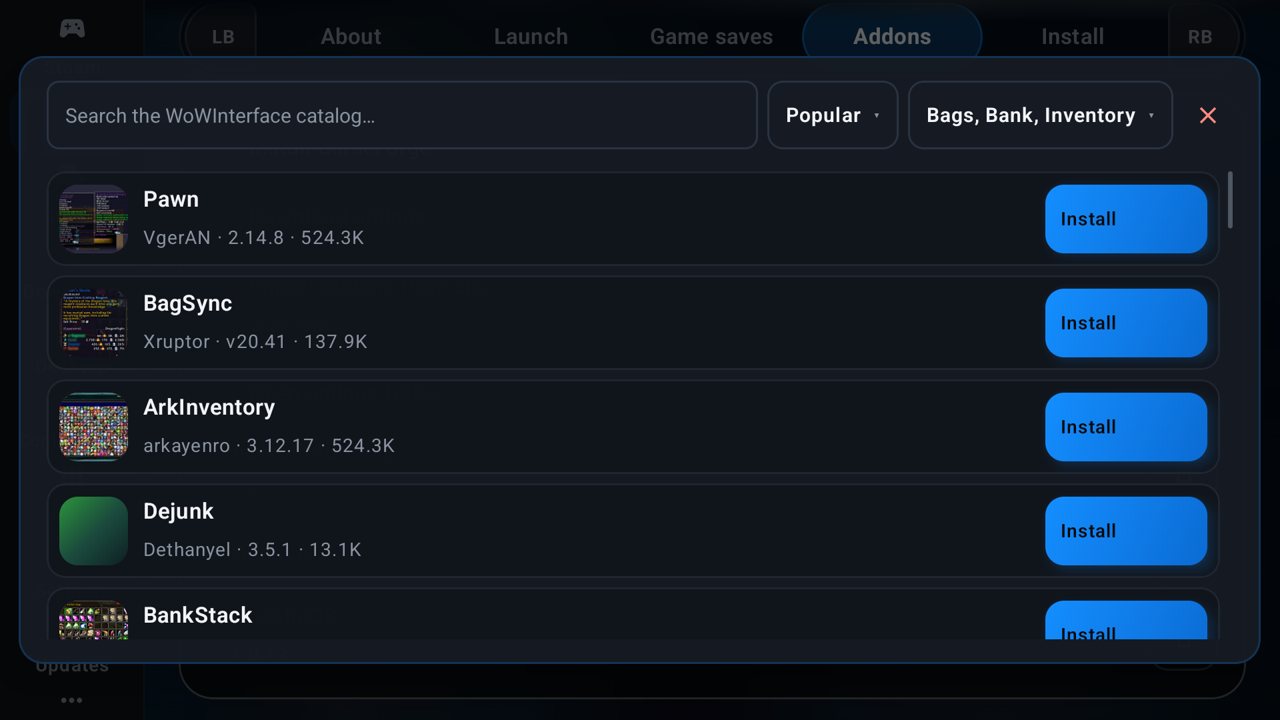 LB
About
Launch
Game saves
Addons
Install
RB
Search the WoWInterface catalog…
Popular
Bags, Bank, Inventory
Pawn
VgerAN · 2.14.8 · 524.3K
Install
BagSync
Xruptor · v20.41 · 137.9K
Install
ArkInventory
arkayenro · 3.12.17 · 524.3K
Install
Dejunk
Dethanyel · 3.5.1 · 13.1K
Install
BankStack
Install
Updates